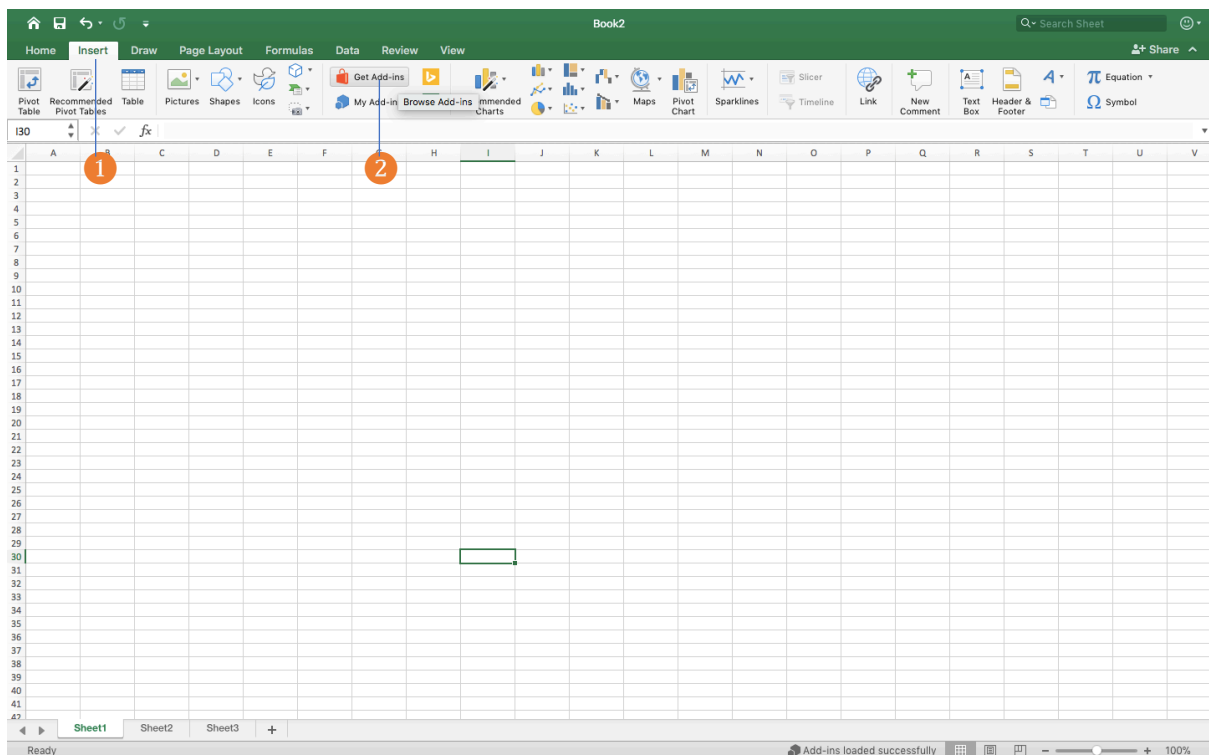 Book2
Search Sheet
Home Insert Draw Page Layout Formulas Data Review View
Share
Get Add-ins
Slicer
π Equation
My Add-in Browse Add-ins mmended
Pivot Recommended Table Pictures Shapes Icons Maps Pivot Sparklines Timeline Link New Text Header & Ω Symbol
Table Pivot Tables Charts Chart Comment Box Footer
I30 fx
A B C D E F G H I J K L M N O P Q R S T U V
1 2
1
2
3
4
5
6
7
8
9
10
11
12
13
14
15
16
17
18
19
20
21
22
23
24
25
26
27
28
29
30
31
32
33
34
35
36
37
38
39
40
41
42
Sheet1 Sheet2 Sheet3 +
Ready
Add-ins loaded successfully
100%